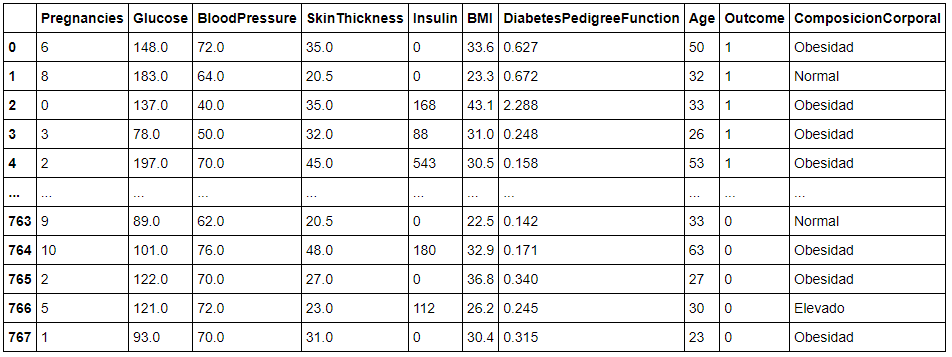 Pregnancies Glucose BloodPressure SkinThickness Insulin BMI DiabetesPedigreeFunction Age Outcome ComposicionCorporal
0 6 148.0 72.0 35.0 0 33.6 0.627 50 1 Obesidad
1 8 183.0 64.0 20.5 0 23.3 0.672 32 1 Normal
2 0 137.0 40.0 35.0 168 43.1 2.288 33 1 Obesidad
3 3 78.0 50.0 32.0 88 31.0 0.248 26 1 Obesidad
4 2 197.0 70.0 45.0 543 30.5 0.158 53 1 Obesidad
... ... ... ... ... ... ... ... ... ... ...
763 9 89.0 62.0 20.5 0 22.5 0.142 33 0 Normal
764 10 101.0 76.0 48.0 180 32.9 0.171 63 0 Obesidad
765 2 122.0 70.0 27.0 0 36.8 0.340 27 0 Obesidad
766 5 121.0 72.0 23.0 112 26.2 0.245 30 0 Elevado
767 1 93.0 70.0 31.0 0 30.4 0.315 23 0 Obesidad